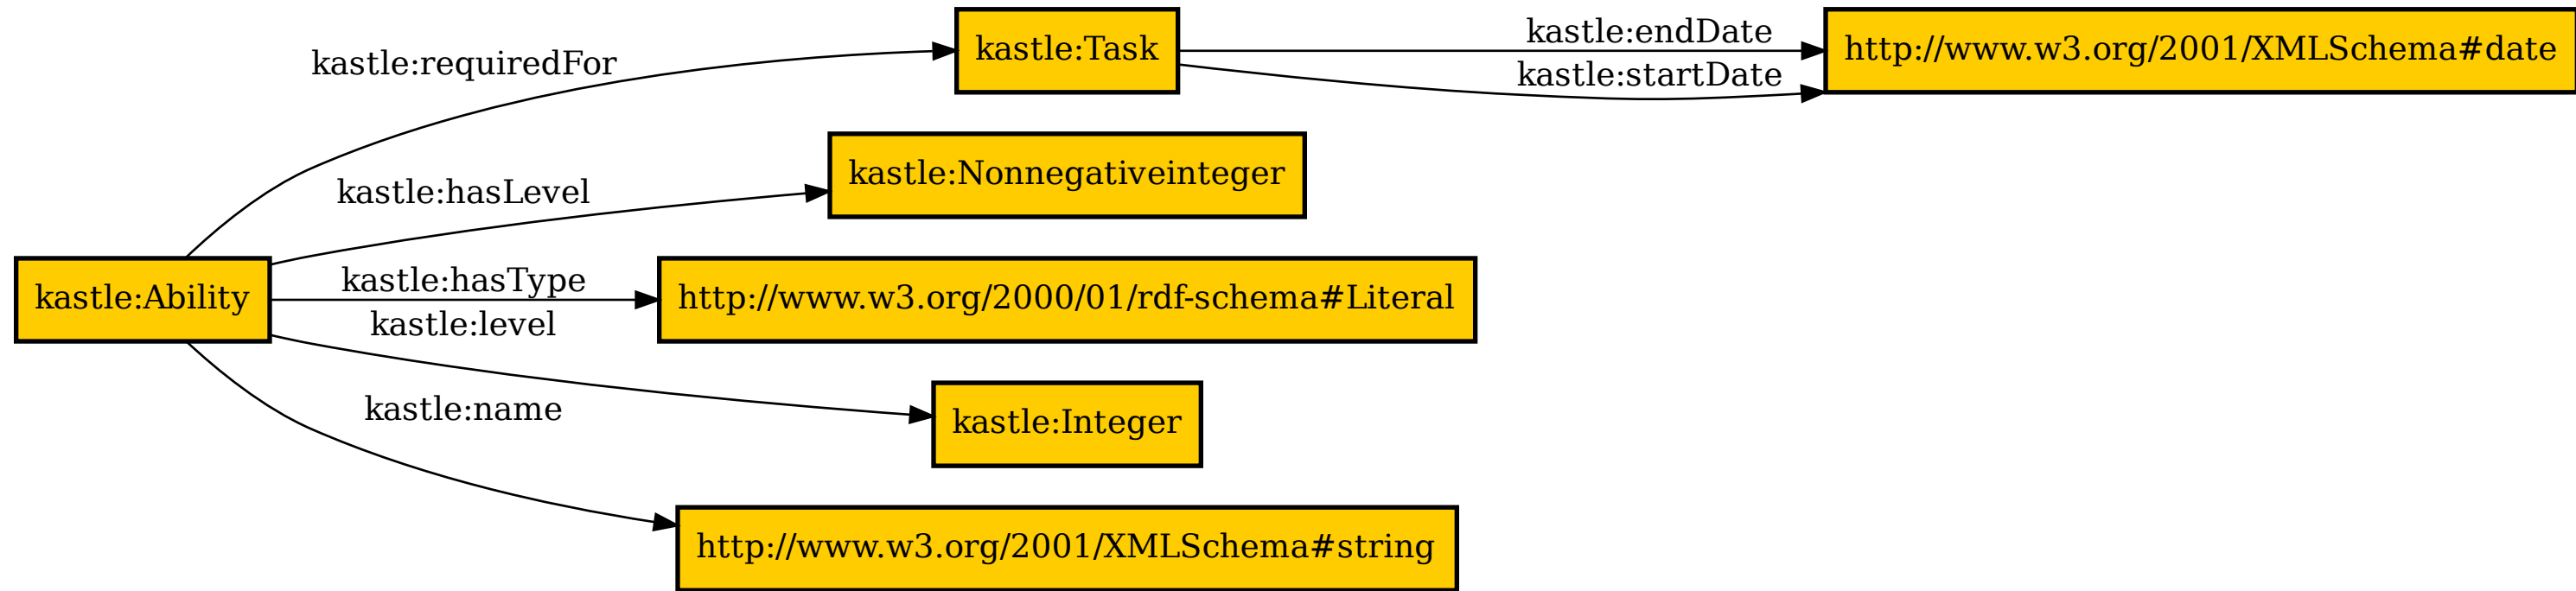 kastle:requiredFor
kastle:Task
kastle:endDate
kastle:startDate
http://www.w3.org/2001/XMLSchema#date
kastle:hasLevel
kastle:Nonnegativeinteger
kastle:Ability
kastle:hasType
http://www.w3.org/2000/01/rdf-schema#Literal
kastle:level
kastle:Integer
kastle:name
http://www.w3.org/2001/XMLSchema#string